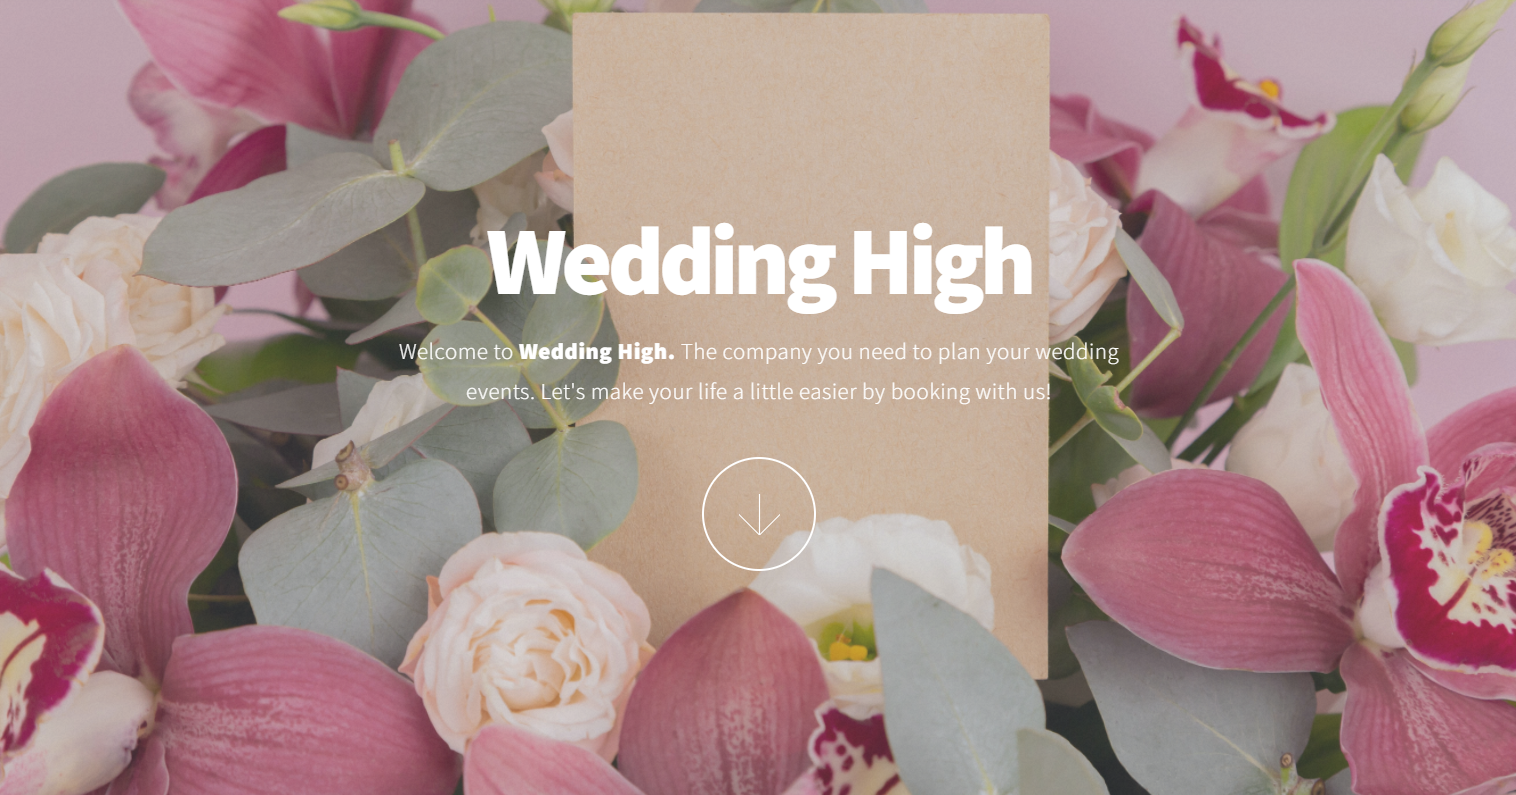 Wedding High
Welcome to Wedding High. The company you need to plan your wedding
events. Let's make your life a little easier by booking with us!